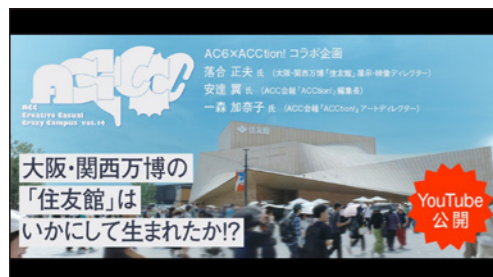 AC6×ACCtion! コラボ企画
落合 正夫 氏 (大阪・関西万博「住友館」展示・映像ディレクター)
安達 翼 氏 (ACC会報「ACCtion!」編集長)
一森 加奈子 氏 (ACC会報「ACCtion!」アートディレクター)
AC6
ACC
Creative Casual
Crazy Campus vol.14
住友館
大阪・関西万博の
「住友館」は
いかにして生まれたか!?
YouTube
公開